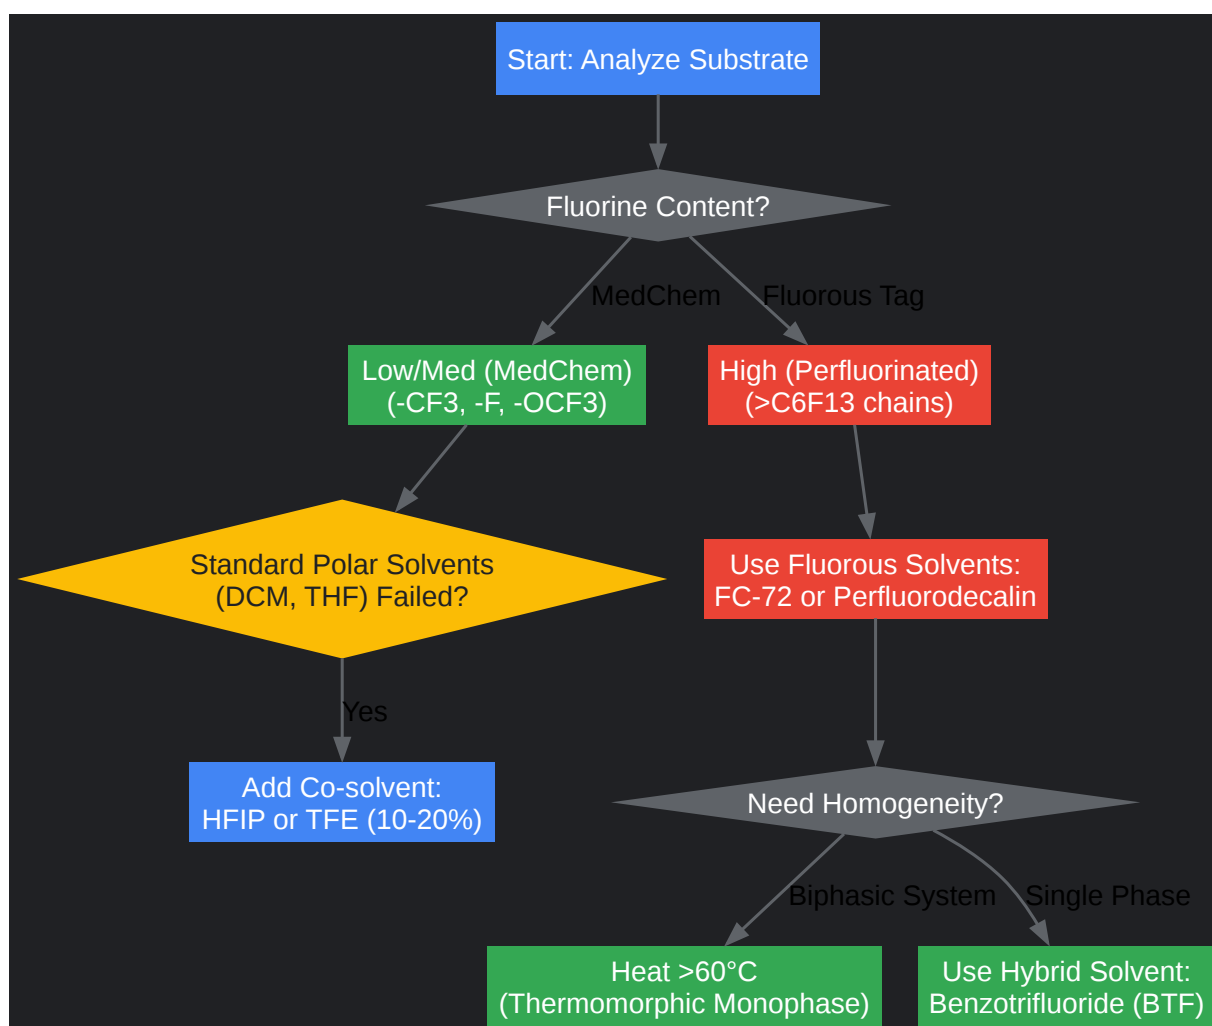 Start: Analyze Substrate
Fluorine Content?
MedChem
Fluorous Tag
Low/Med (MedChem)
(-CF3, -F, -OCF3)
High (Perfluorinated)
(>C6F13 chains)
Standard Polar Solvents
(DCM, THF) Failed?
Use Fluorous Solvents:
FC-72 or Perfluorodecalin
Yes
Add Co-solvent:
HFIP or TFE (10-20%)
Need Homogeneity?
Biphasic System
Single Phase
Heat >60°C
(Thermomorphic Monophase)
Use Hybrid Solvent:
Benzotrifluoride (BTF)